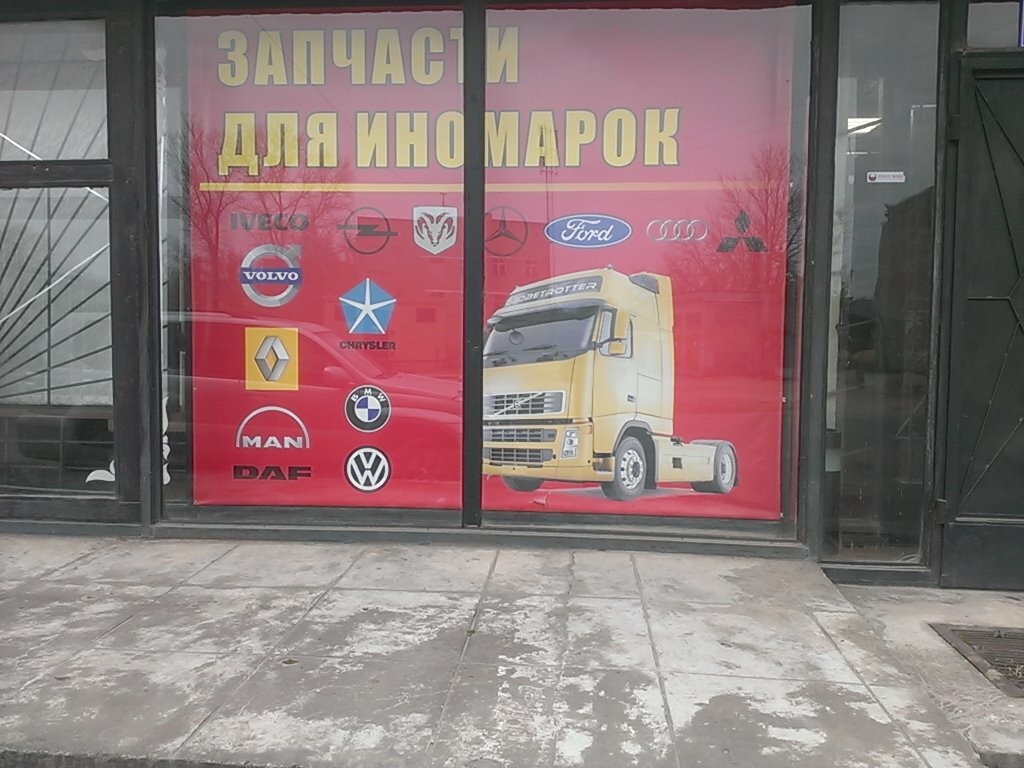 ЗАПЧАСТИ
ДЛЯ ИНОМАРОК
IVECO
Ford
VOLVO
CHRYSLER
GLOBETROTTER
BMW
MAN
DAF